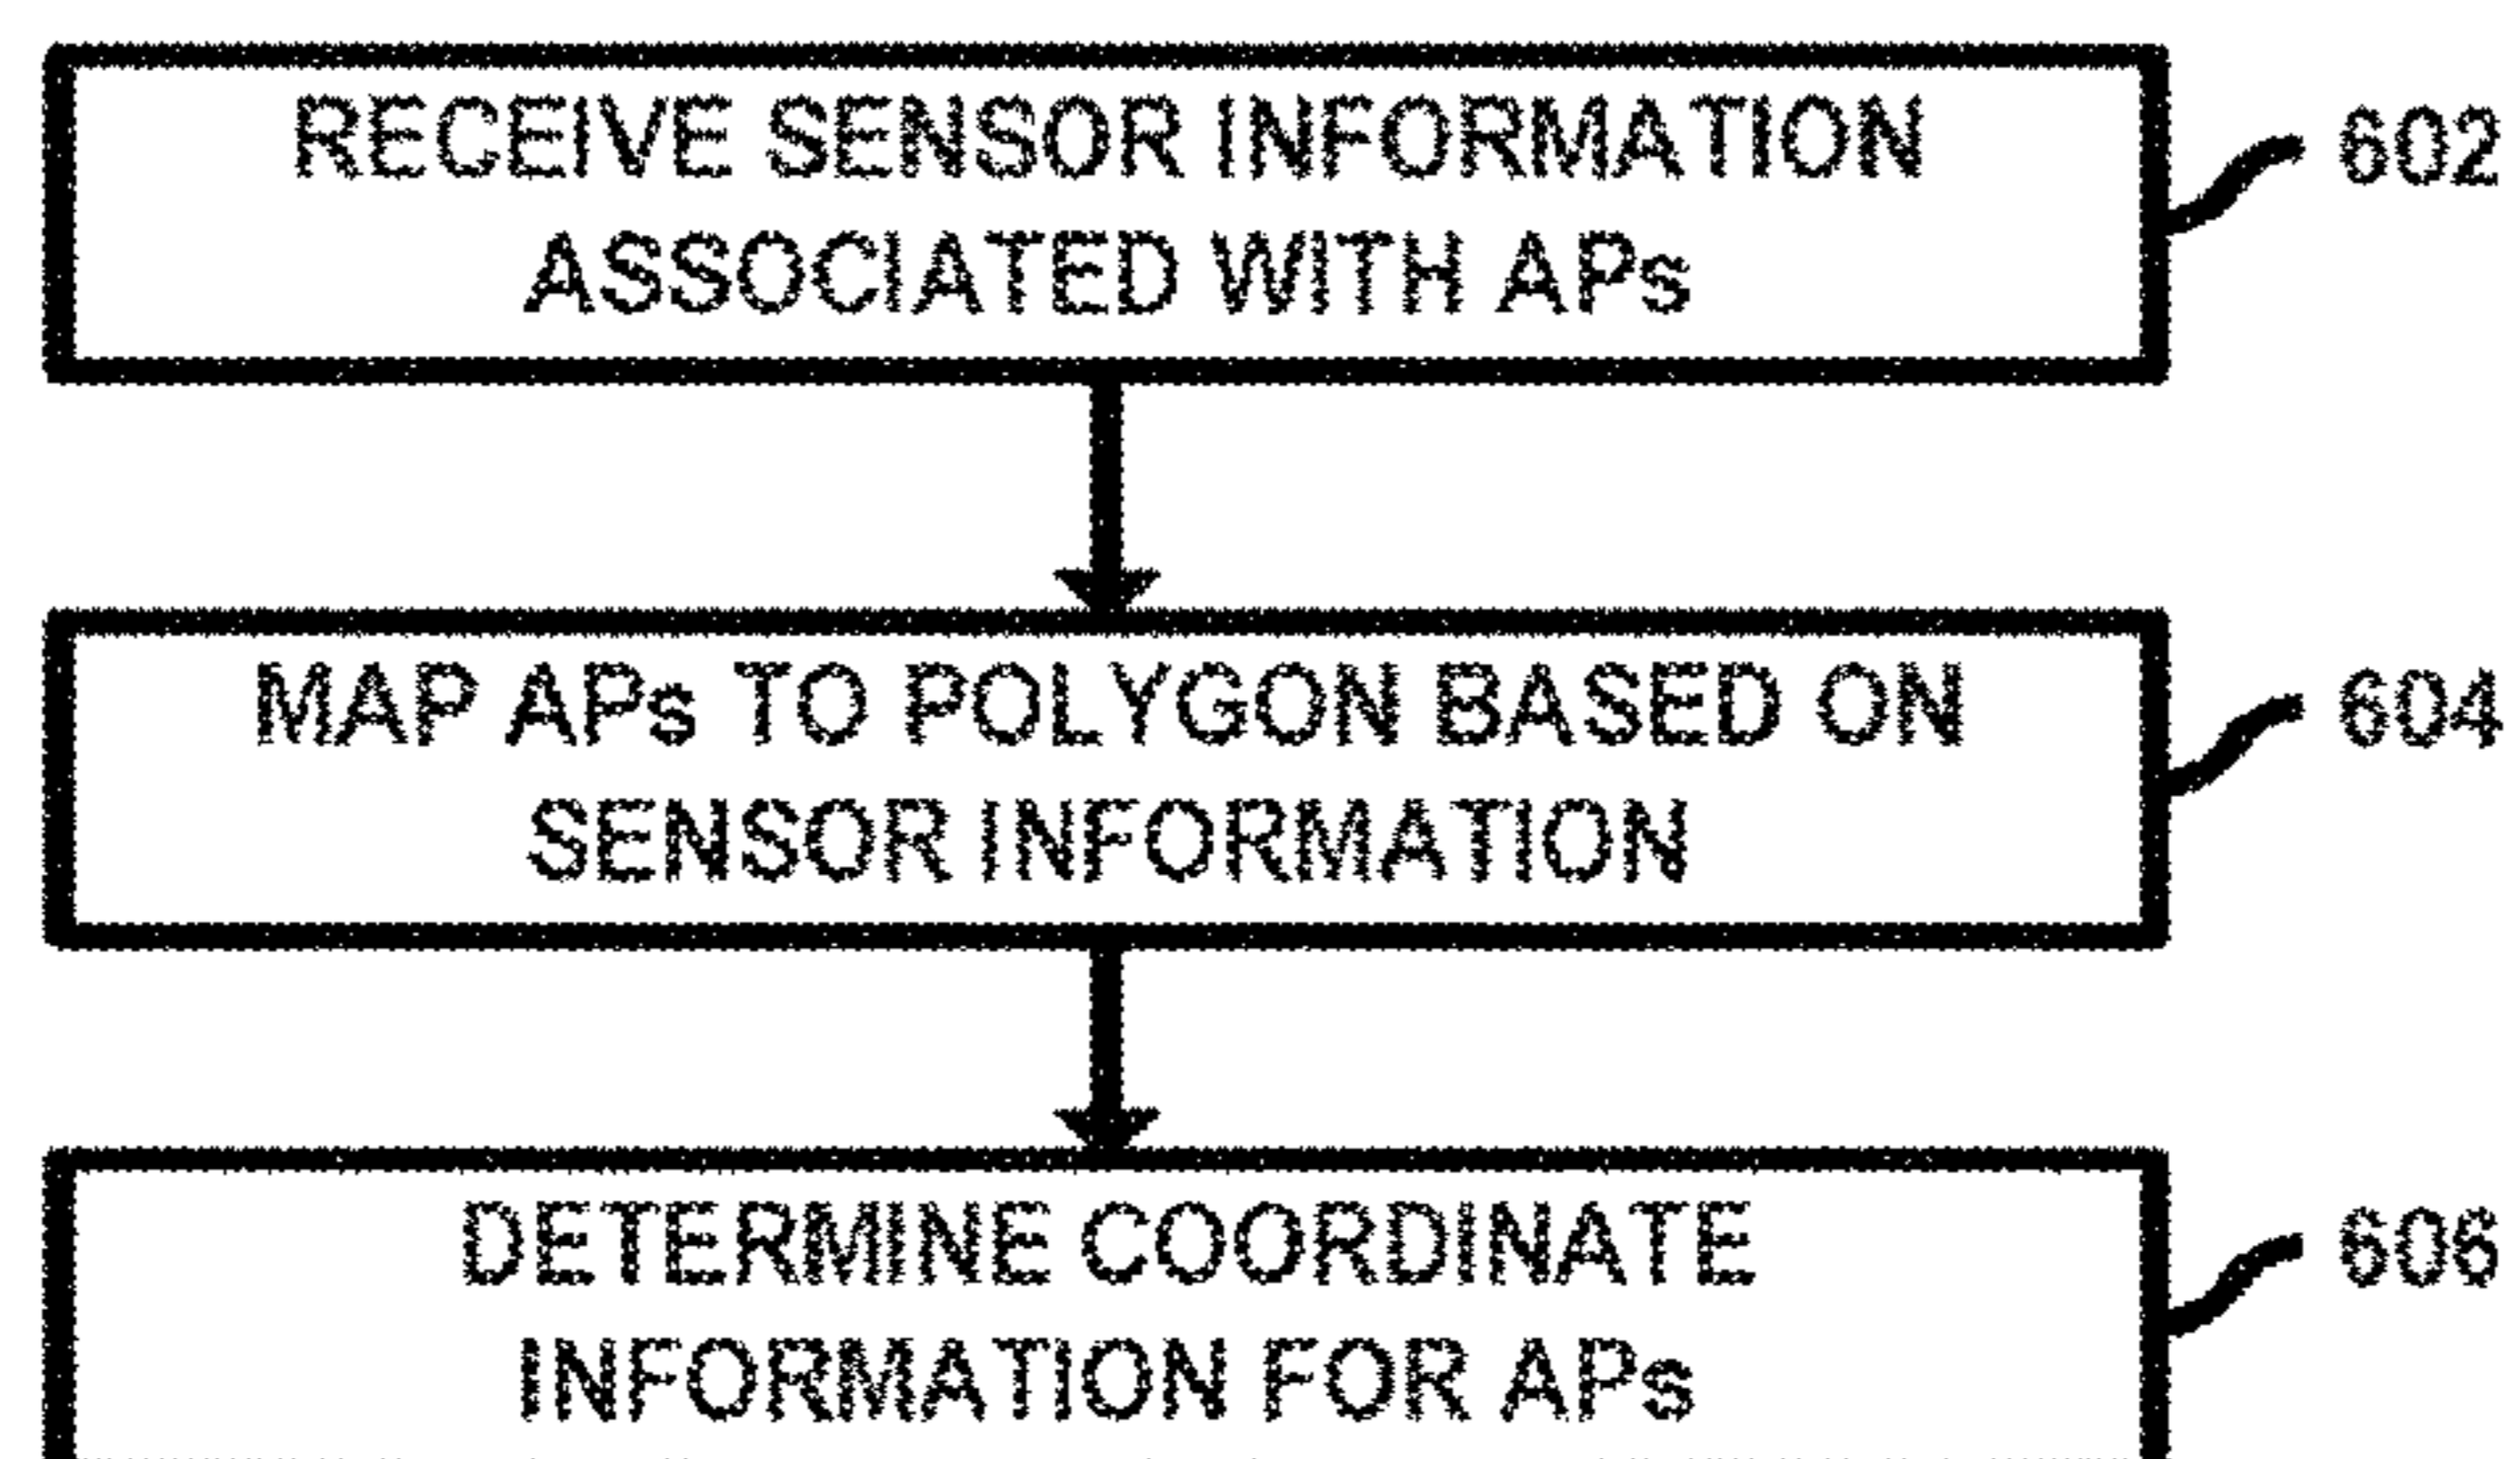 RECEIVE SENSOR INFORMATION
ASSOCIATED WITH APs
602
MAP APs TO POLYGON BASED ON
SENSOR INFORMATION
604
DETERMINE COORDINATE
INFORMATION FOR APs
606